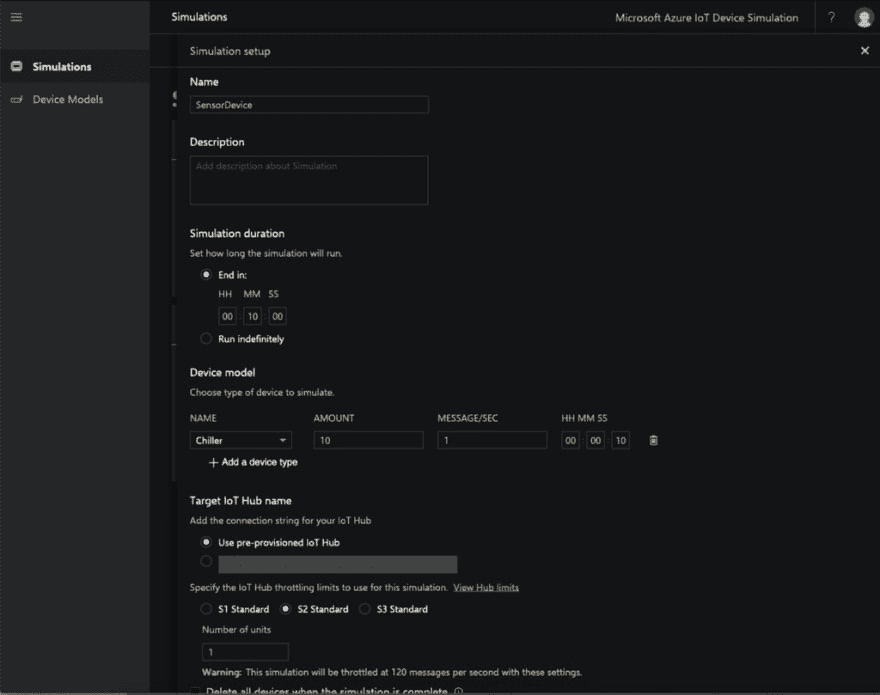 Simulations
Microsoft Azure IoT Device Simulation
?
Simulation setup
Simulations
Device Models
Name
SensorDevice
Description
Add description about Simulation
Simulation duration
Set how long the simulation will run.
End in:
HH MM SS
00 : 10 : 00
Run indefinitely
Device model
Choose type of device to simulate.
NAME AMOUNT MESSAGE/SEC HH MM SS
Chiller 10 1 00 : 00 : 10
+ Add a device type
Target IoT Hub name
Add the connection string for your IoT Hub
Use pre-provisioned IoT Hub
Specify the IoT Hub throttling limits to use for this simulation. View Hub limits
S1 Standard S2 Standard S3 Standard
Number of units
1
Warning: This simulation will be throttled at 120 messages per second with these settings.
Delete all devices when the simulation is complete